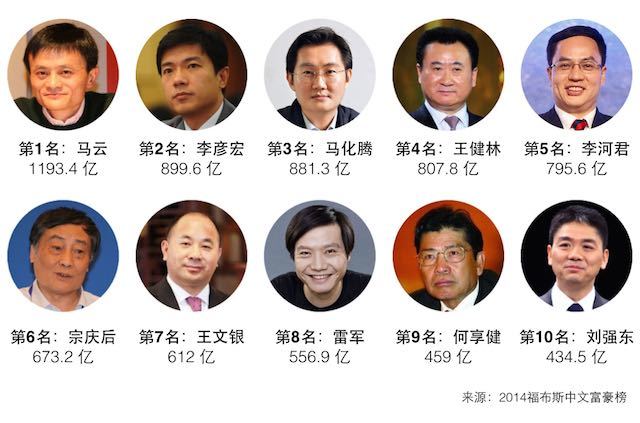 第1名：马云
1193.4 亿
第2名：李彦宏
899.6 亿
第3名：马化腾
881.3 亿
第4名：王健林
807.8 亿
第5名：李河君
795.6 亿
第6名：宗庆后
673.2 亿
第7名：王文银
612 亿
第8名：雷军
556.9 亿
第9名：何享健
459 亿
第10名：刘强东
434.5 亿
来源：2014福布斯中文富豪榜